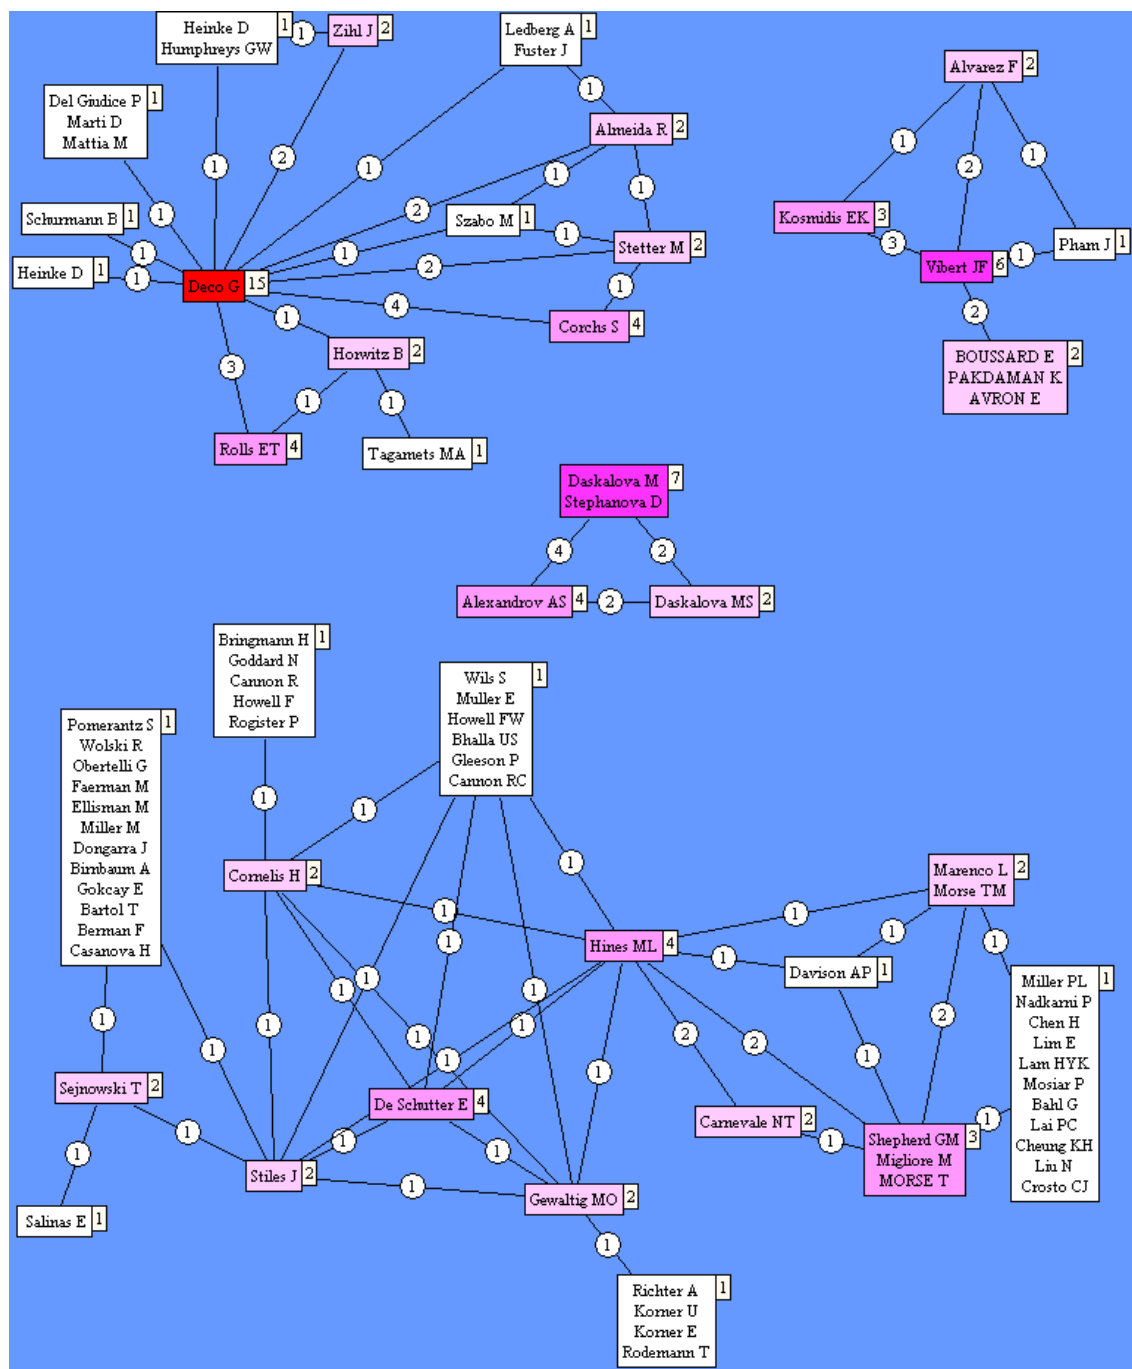 Heinke D 1
Humphreys GW
1
Zihl J 2
Ledberg A 1
Fuster J
Alvarez F 2
Del Giudice P 1
Marti D
Mattia M
1
Almeida R 2
1
1
2
1
1
2
1
1
1
2
1
Kosmidis EK 3
Schurmann B 1
1
Szabo M 1
1
Stetter M 2
3
1
Pham J 1
Vibert JF 6
1
1
2
Heinke D 1
1
Deco G 15
1
4
2
1
Corchs S 4
Horwitz B 2
BOUSSARD E 2
PAKDAMAN K
AVRON E
3
1
1
Rolls ET 4
Tagamets MA 1
Daskalova M 7
Stephanova D
4
2
Alexandrov AS 4
2
Daskalova MS 2
Bringmann H 1
Goddard N
Cannon R
Howell F
Rogister P
Wils S 1
Muller E
Howell FW
Bhalla US
Gleeson P
Cannon RC
Pomerantz S 1
Wolski R
Obertelli G
Faerman M
Ellisman M
Miller M
Dongarra J
Birnbaum A
Gokcay E
Bartol T
Berman F
Casanova H
1
1
1
Cornelis H 2
Marenco L 2
Morse TM
1
1
Hines ML 4
1
1
1
1
Davison AP 1
Miller PL 1
Nadkarni P
Chen H
Lim E
Lam HYK
Mosiar P
Bahl G
Lai PC
Cheung KH
Liu N
Crosto CJ
1
1
1
2
1
1
1
1
2
2
1
1
1
1
1
Sejnowski T 2
De Schutter E 4
Carnevale NT 2
1
Shepherd GM 3
Migliore M
MORSE T
1
1
1
1
1
Stiles J 2
1
Gewaltig MO 2
Salinas E 1
1
Richter A 1
Korner U
Korner E
Rodemann T